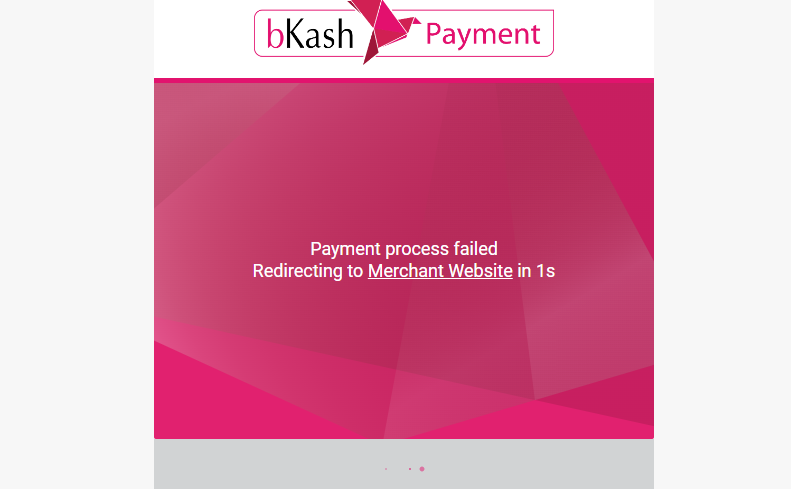 bKash Payment
Payment process failed
Redirecting to Merchant Website in 1s